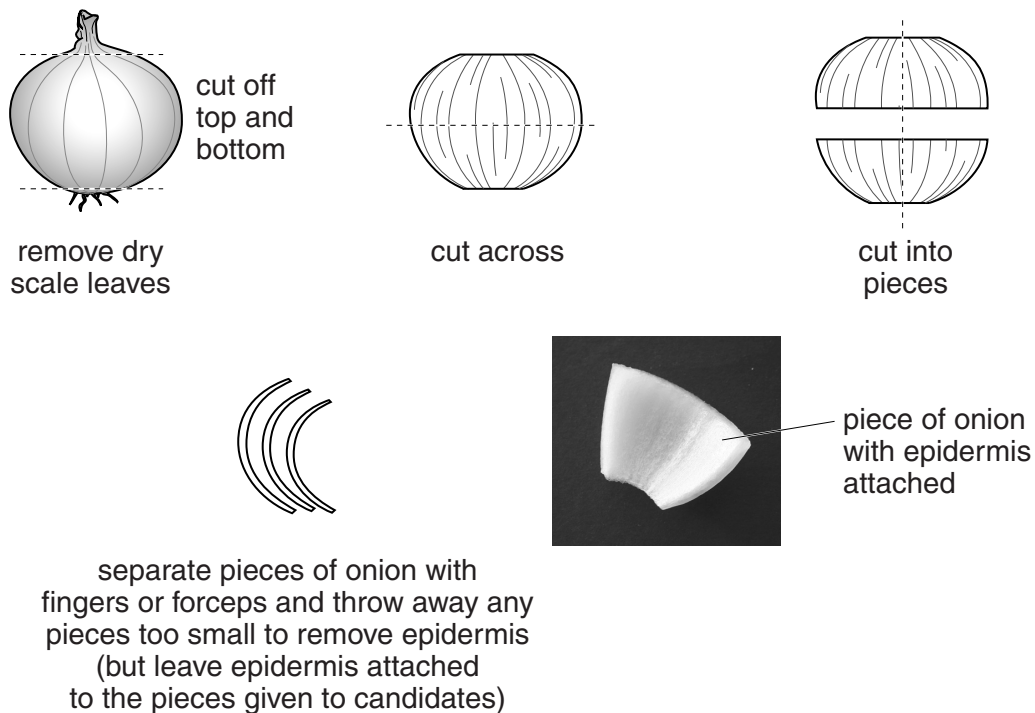 cut off
top and
bottom
remove dry
scale leaves
cut across
cut into
pieces
piece of onion
with epidermis
attached
separate pieces of onion with
fingers or forceps and throw away any
pieces too small to remove epidermis
(but leave epidermis attached
to the pieces given to candidates)